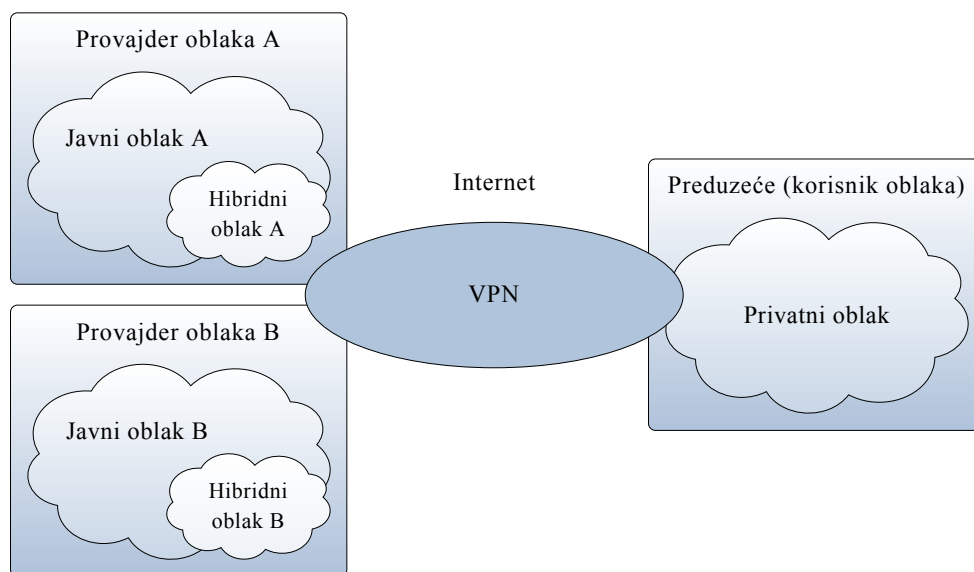 Provajder oblaka A
Javni oblak A
Hibridni
oblak A
Internet
VPN
Preduzeće (korisnik oblaka)
Privatni oblak
Provajder oblaka B
Javni oblak B
Hibridni
oblak B